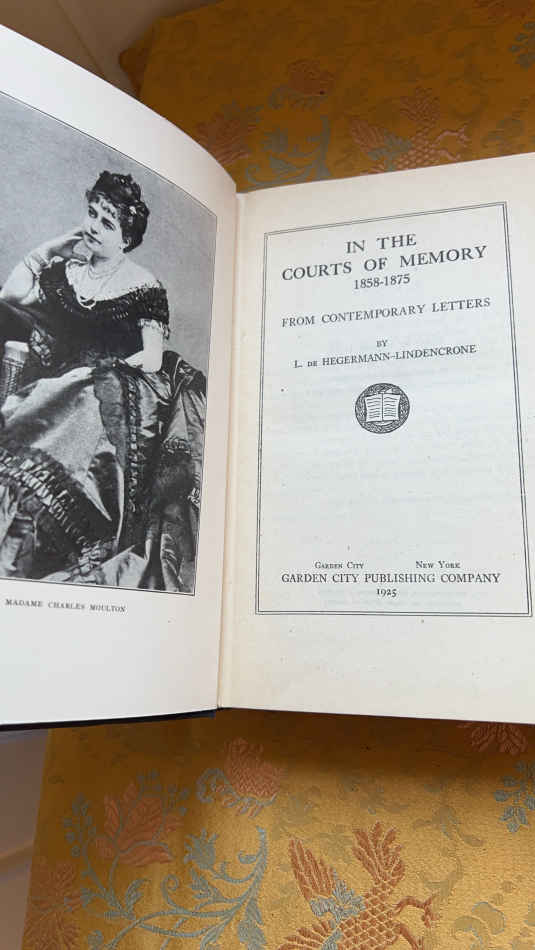 MADAME CHARLES MOULTON
IN THE
COURTS OF MEMORY
1858-1875
FROM CONTEMPORARY LETTERS
BY
L. DE HEGERMANN-LINDENCRONE
GARDEN CITY NEW YORK
GARDEN CITY PUBLISHING COMPANY
1925